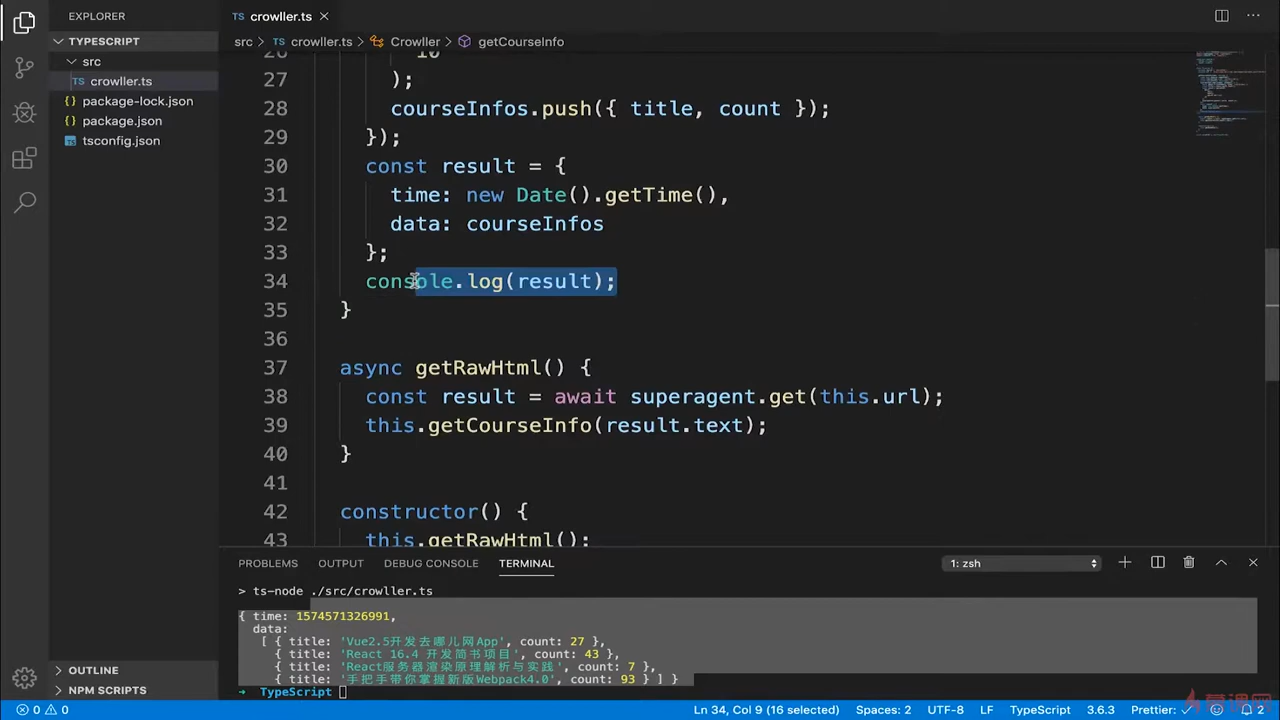 EXPLORER
TS crowller.ts ×
TYPESCRIPT
src > TS crowller.ts > Crowller > getCourseInfo
src
TS crowller.ts
package-lock.json
package.json
tsconfig.json
26 10
27 );
28 courseInfos.push({ title, count });
29 });
30 const result = {
31 time: new Date().getTime(),
32 data: courseInfos
33 };
34 console.log(result);
35 }
36
37 async getRawHtml() {
38 const result = await superagent.get(this.url);
39 this.getCourseInfo(result.text);
40 }
41
42 constructor() {
43 this.getRawHtml();
PROBLEMS OUTPUT DEBUG CONSOLE TERMINAL 1: zsh
> ts-node ./src/crowller.ts
{ time: 1574571326991,
data:
[ { title: 'Vue2.5开发去哪儿网App', count: 27 },
{ title: 'React 16.4 开发简书项目', count: 43 },
{ title: 'React服务器渲染原理解析与实践', count: 7 },
{ title: '手把手带你掌握新版Webpack4.0', count: 93 } ] }
→ TypeScript
OUTLINE
NPM SCRIPTS
0 0 Ln 34, Col 9 (16 selected) Spaces: 2 UTF-8 LF TypeScript 3.6.3 Prettier: ✓ 2
慕课网